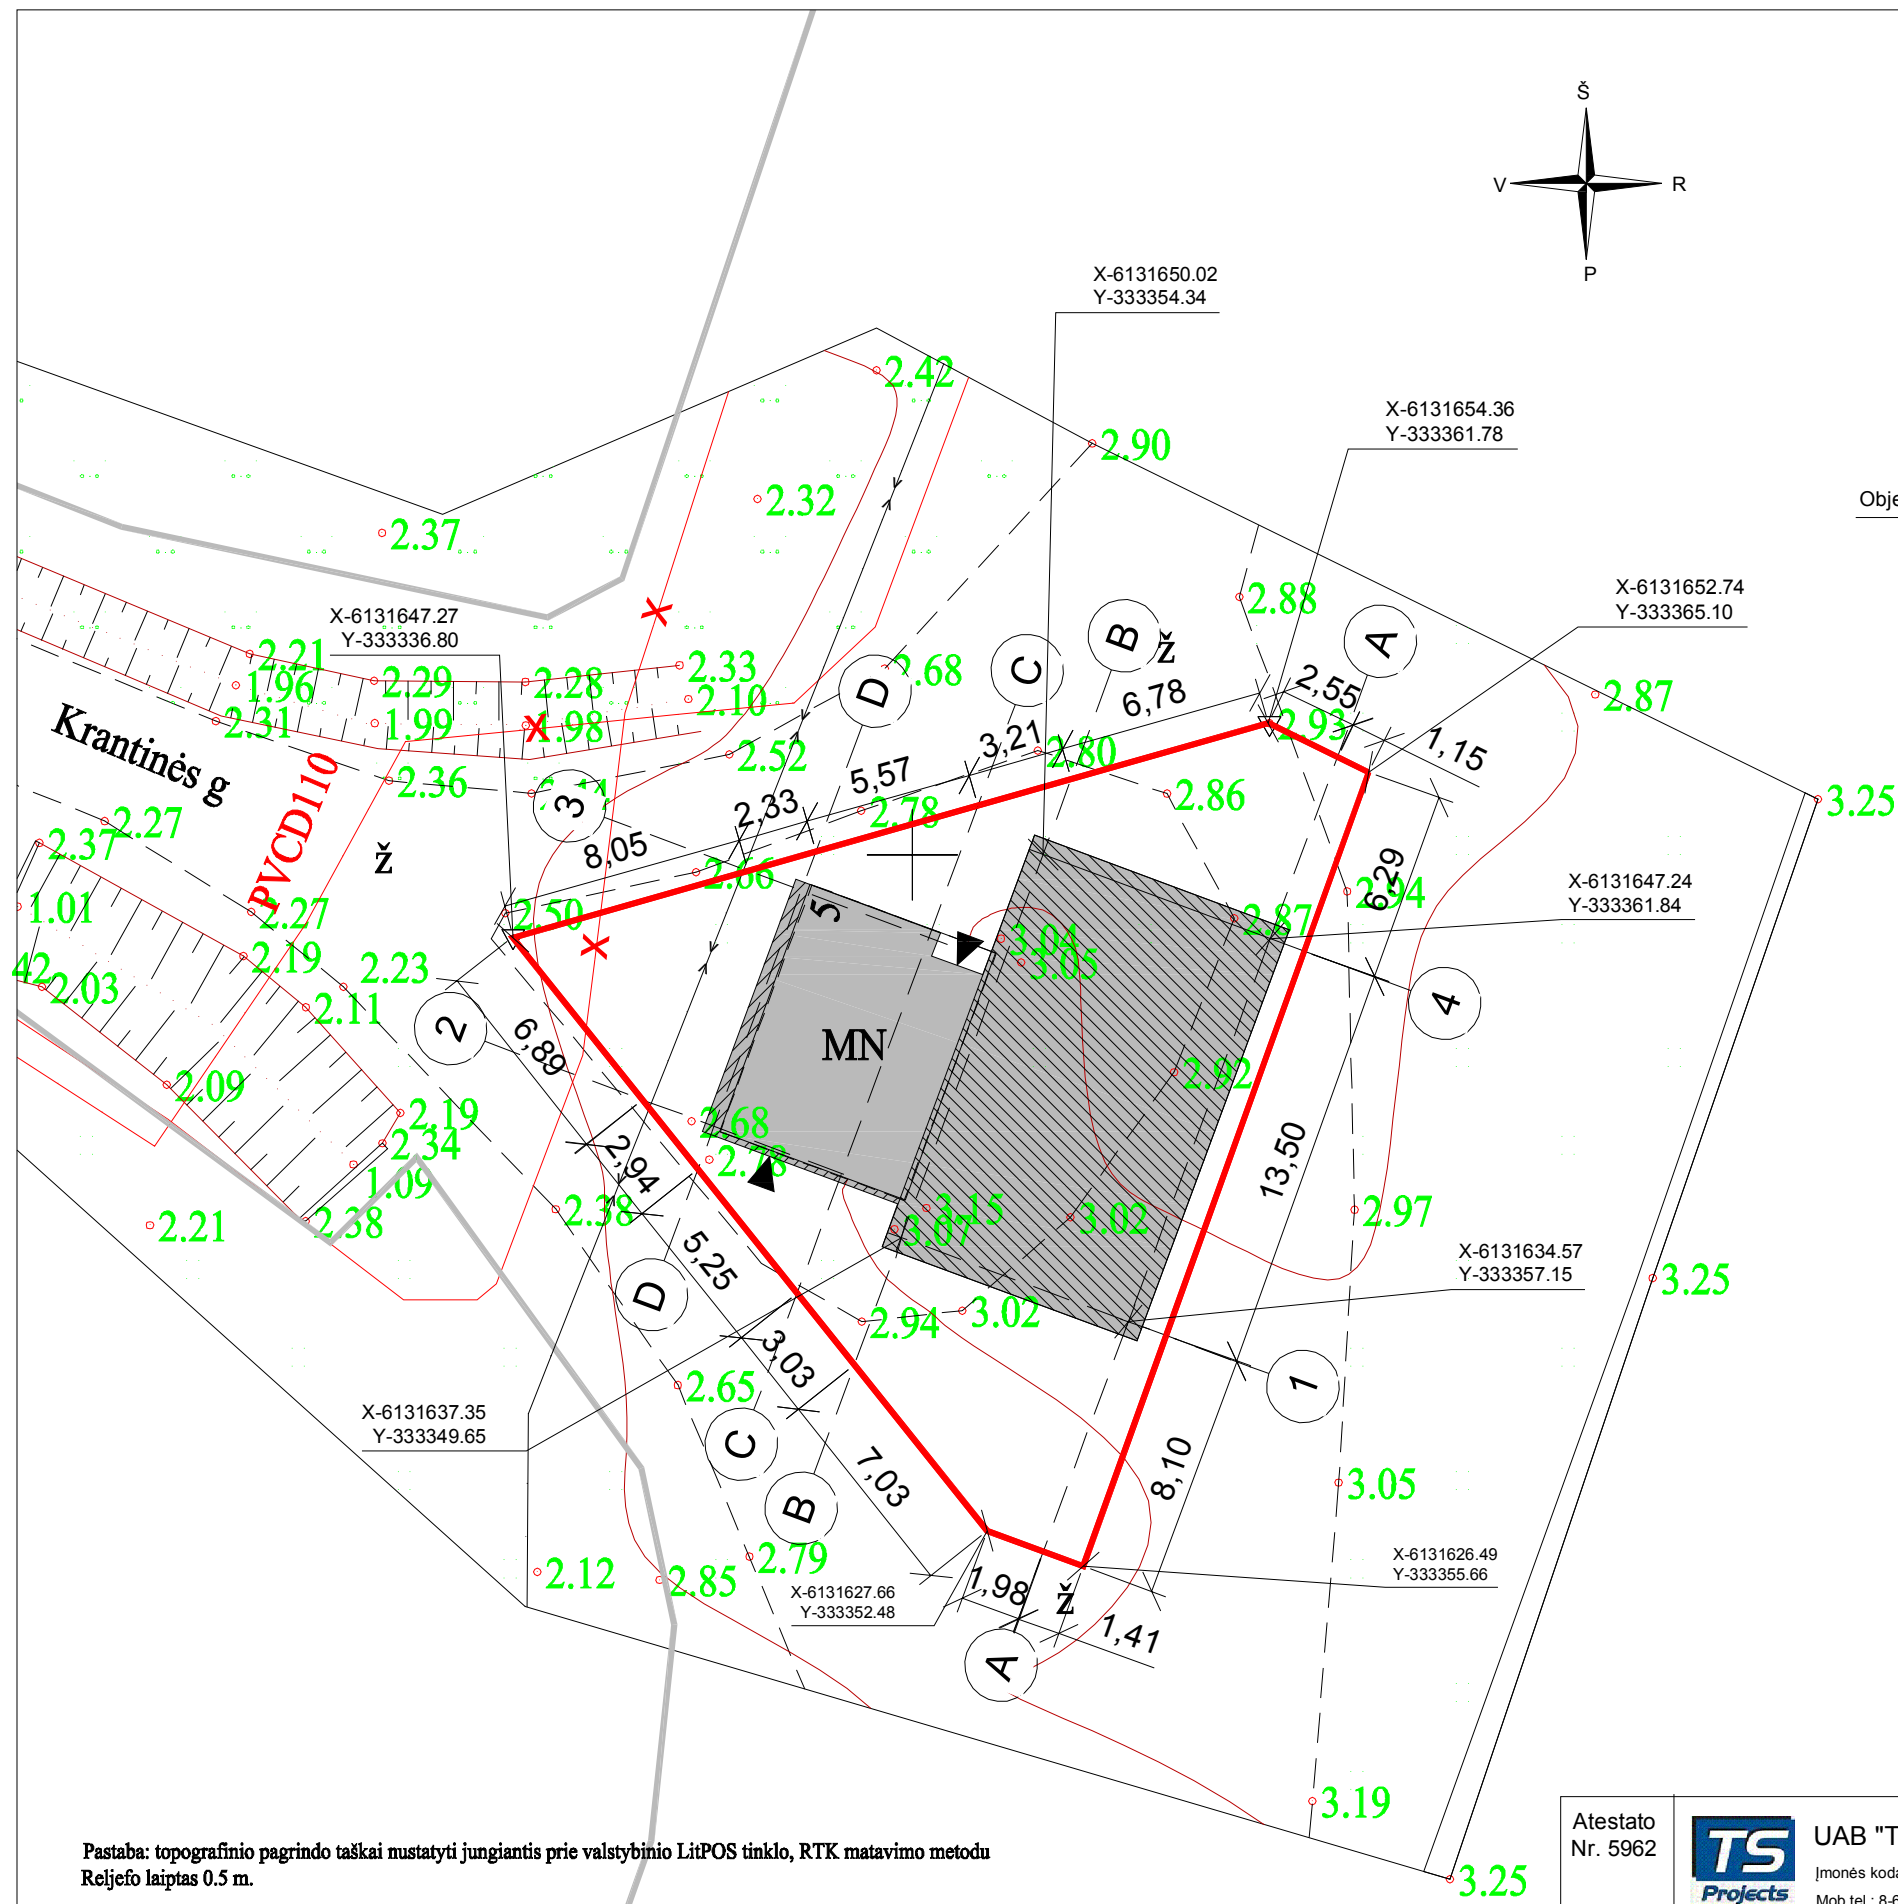 Š
V
R
P
X-6131650.02
Y-333354.34
X-6131654.36
Y-333361.78
Obje
X-6131652.74
Y-333365.10
X-6131647.27
Y-333336.80
2.42
2.90
2.32
2.37
2.88
B
A
ž
C
D
2.68
6,78
2,55
2.87
2.21
1.96
2.29
2.28
2.33
2.10
2.31
1.99
1.98
2.93
1,15
Krantinės g
PVCD110
2.36
2.52
3,21
2.80
5,57
2.86
3.25
3
2,33
2.78
2.27
2.37
8,05
ž
2.66
6,29
2.94
X-6131647.24
Y-333361.84
1.01
2.27
2.50
5
2.87
2.19
3.04
3.05
42
2.03
2.23
2.11
2
4
6,89
MN
2.09
2.92
2.19
2.68
2.34
2.78
2,94
13,50
1.09
2.21
2.38
2.38
3.15
3.07
3.02
2.97
5,25
X-6131634.57
Y-333357.15
3.25
D
2.94
3.02
3,03
2.65
1
X-6131637.35
Y-333349.65
C
7,03
8,10
3.05
B
2.12
2.79
2.85
X-6131626.49
Y-333355.66
X-6131627.66
Y-333352.48
1,98
ž
1,41
A
3.19
Atestato
Nr. 5962
TS
Projects
UAB "T
Įmonės koda
Mob.tel.: 8-6
3.25
Pastaba: topografinio pagrindo taškai nustatyti jungiantis prie valstybinio LitPOS tinklo, RTK matavimo metodu
Reljefo laiptas 0.5 m.